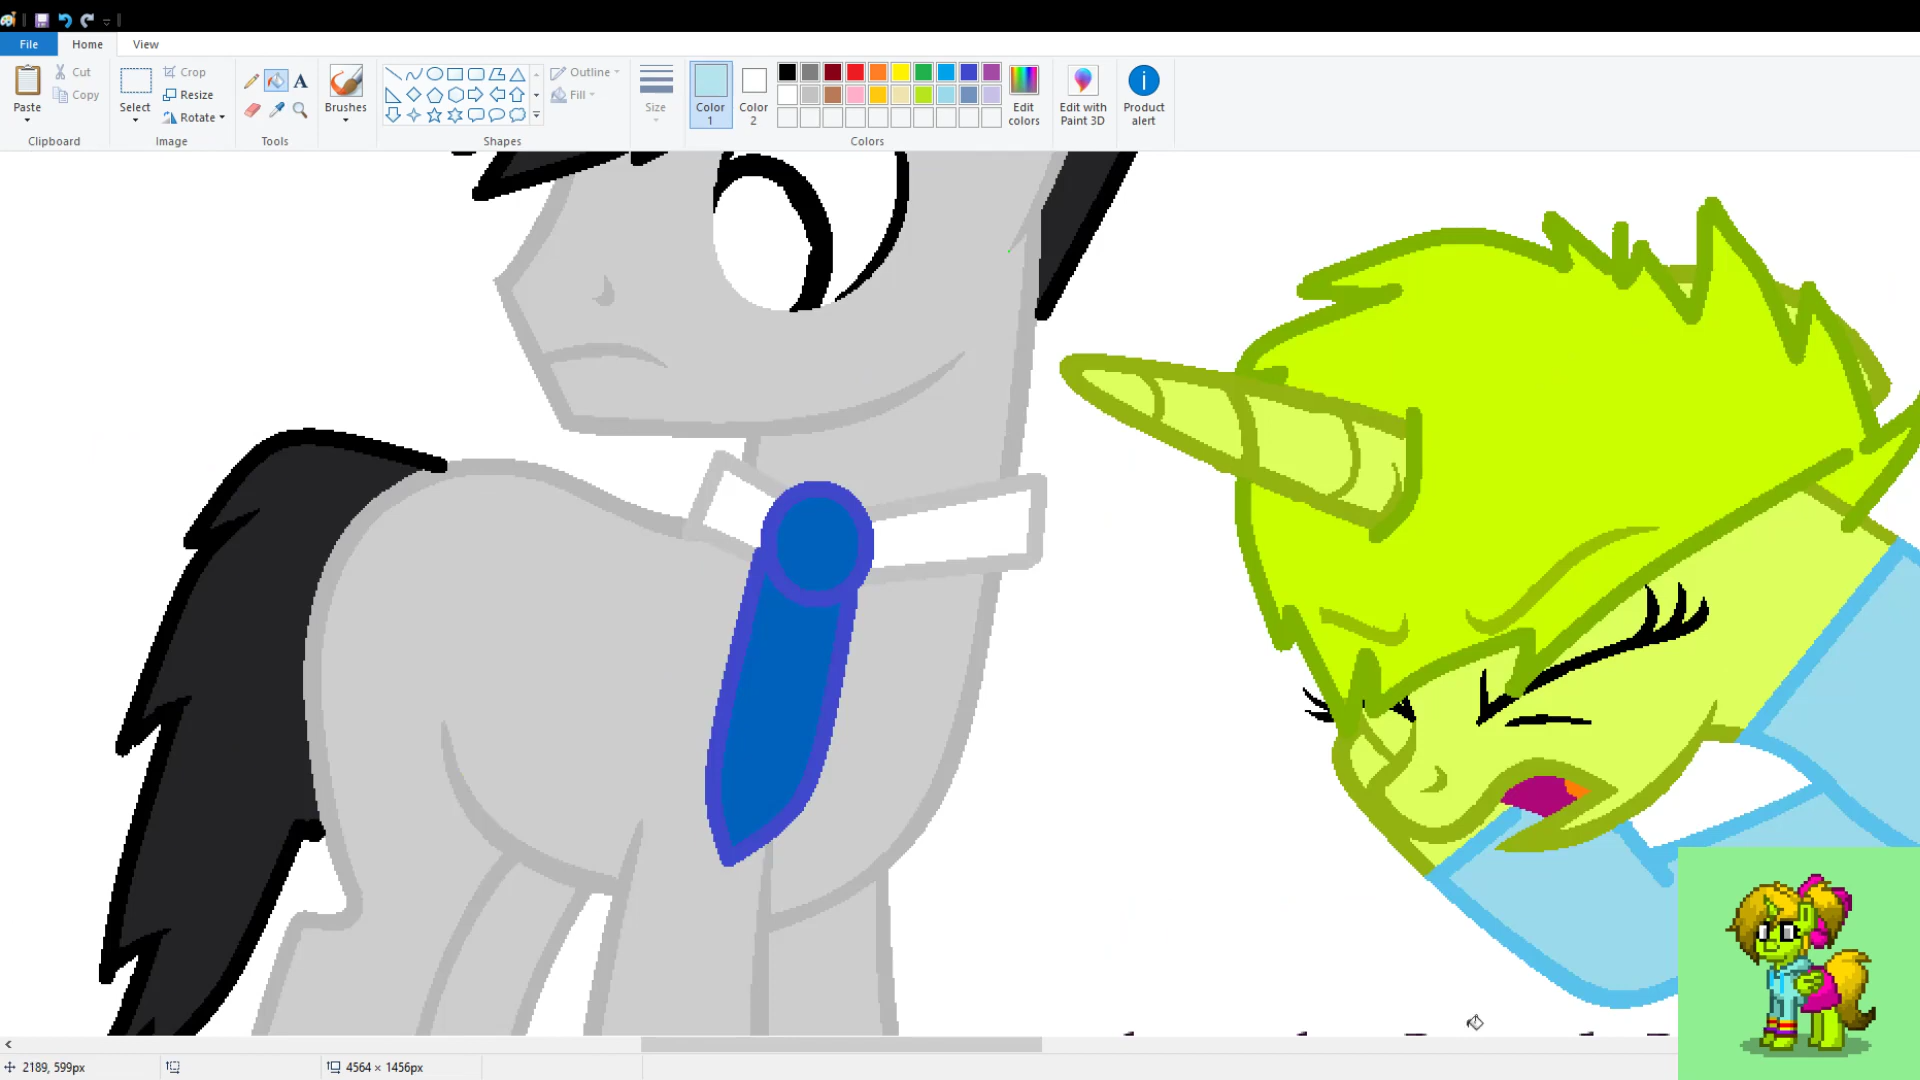 File Home View
Paste Cut Copy
Select Crop Resize Rotate
A
Brushes
Outline Fill
Size
Color 1 Color 2
Edit colors
Edit with Paint 3D
Product alert
Clipboard Image Tools Shapes Colors
2189, 599px 4564 × 1456px